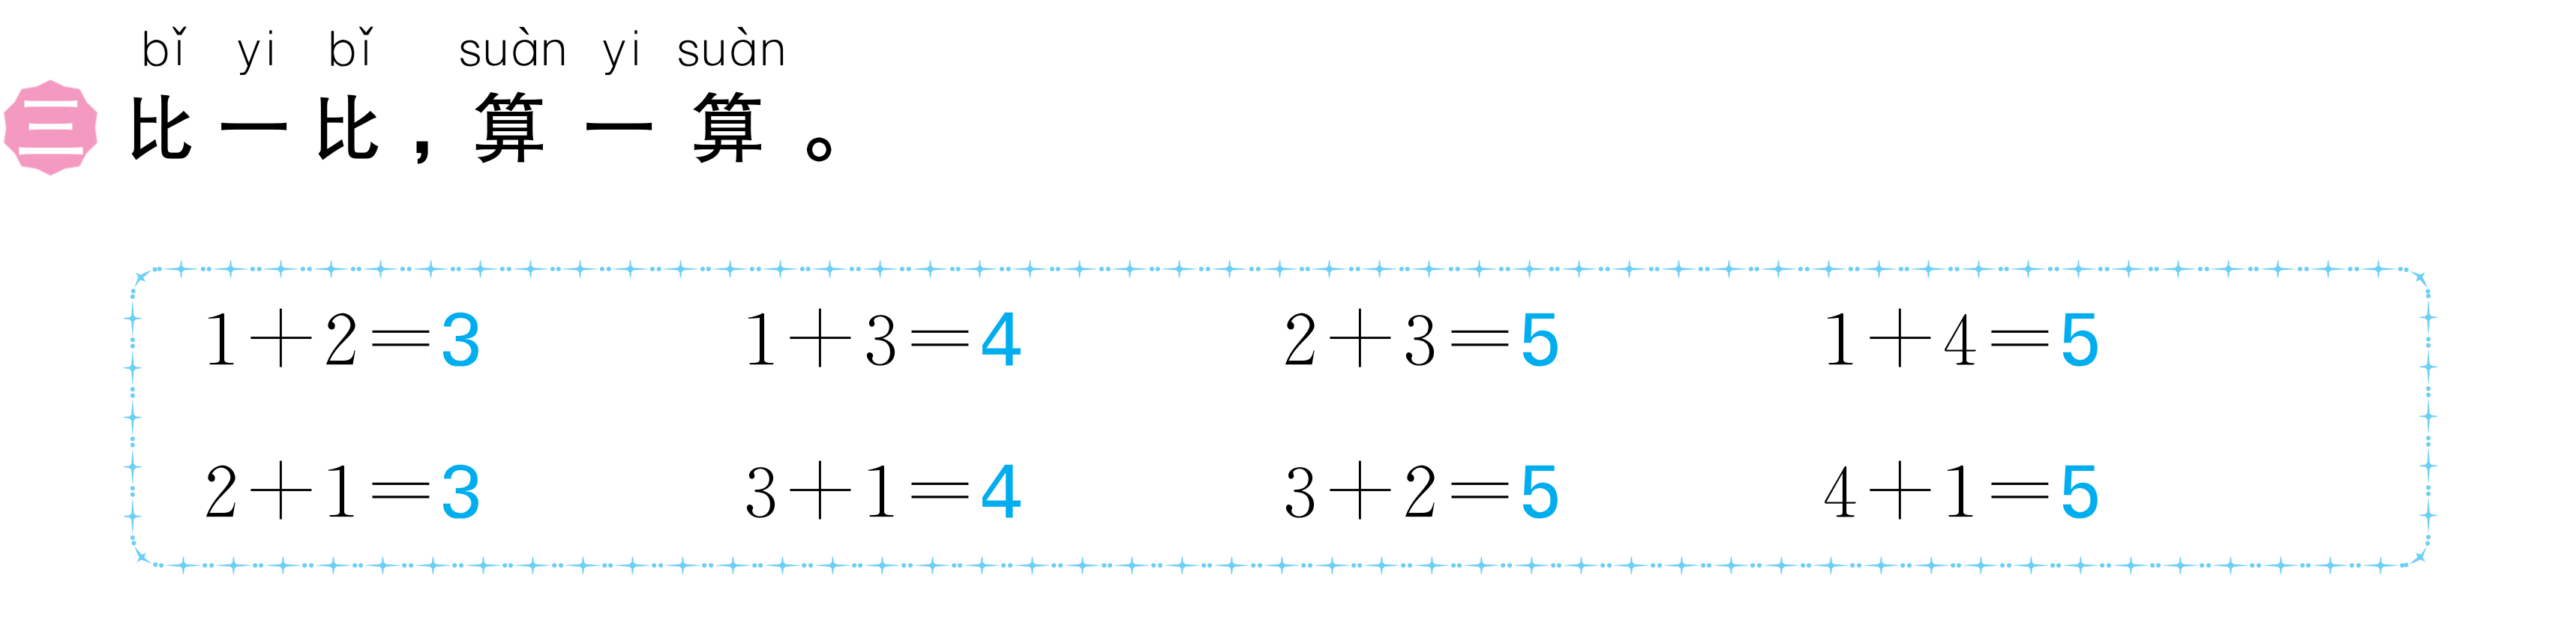 bǐ yi bǐ suàn yi suàn
三 比一比，算一算。
1+2=3 1+3=4 2+3=5 1+4=5
2+1=3 3+1=4 3+2=5 4+1=5